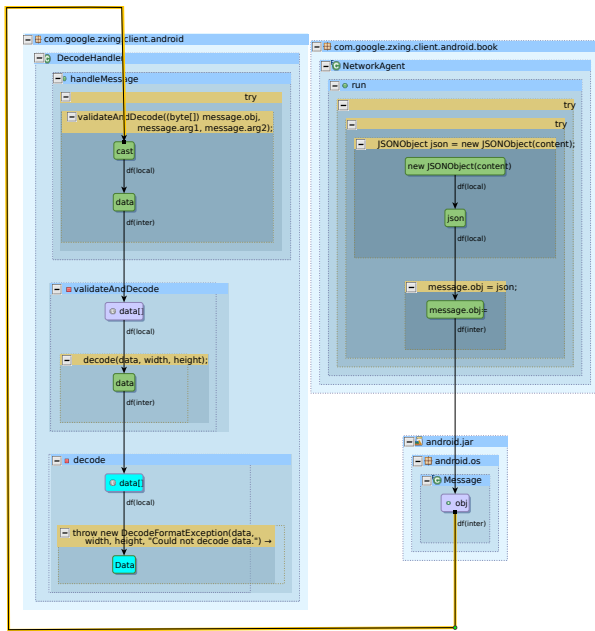 com.google.zxing.client.android
DecodeHandler
handleMessage
try
validateAndDecode((byte[]) message.obj,
message.arg1, message.arg2);
cast
df(local)
data
df(inter)
validateAndDecode
data[]
df(local)
decode(data, width, height);
data
df(inter)
decode
data[]
df(local)
throw new DecodeFormatException(data,
width, height, "Could not decode data.") →
Data
com.google.zxing.client.android.book
NetworkAgent
run
try
try
JSONObject json = new JSONObject(content);
new JSONObject(content)
df(local)
json
df(local)
message.obj = json;
message.obj=
df(inter)
android.jar
android.os
Message
obj
df(inter)